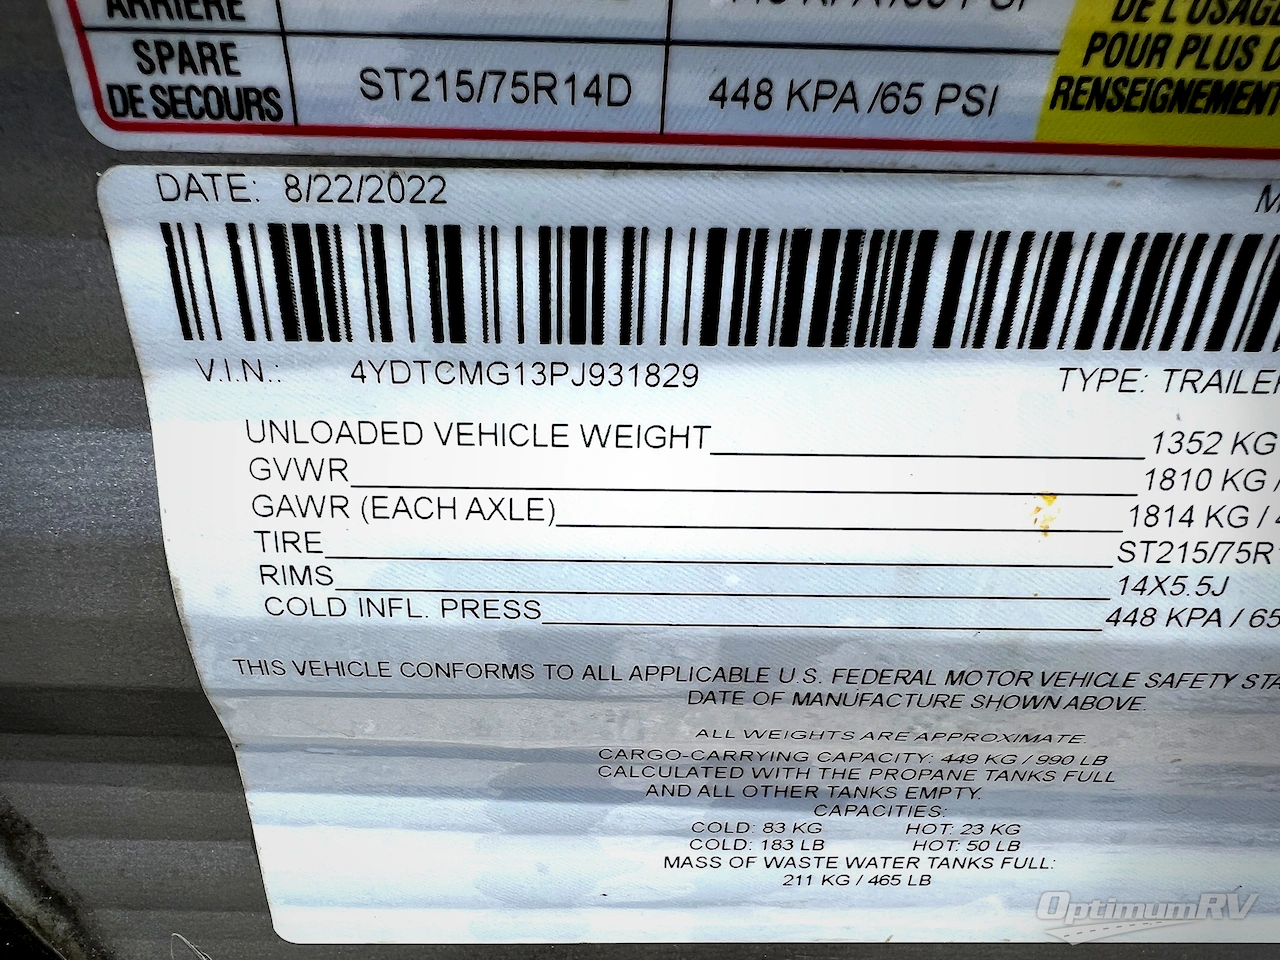 ARRIÈRE
DE L'USAGE
SPARE
DE SECOURS
ST215/75R14D
448 KPA /65 PSI
POUR PLUS D
RENSEIGNEMENT
DATE: 8/22/2022
V.I.N.: 4YDTCMG13PJ931829 TYPE: TRAILER
UNLOADED VEHICLE WEIGHT 1352 KG
GVWR 1810 KG /
GAWR (EACH AXLE) 1814 KG / 4
TIRE ST215/75R1
RIMS 14X5.5J
COLD INFL. PRESS 448 KPA / 65
THIS VEHICLE CONFORMS TO ALL APPLICABLE U.S. FEDERAL MOTOR VEHICLE SAFETY STA
DATE OF MANUFACTURE SHOWN ABOVE.
ALL WEIGHTS ARE APPROXIMATE.
CARGO-CARRYING CAPACITY: 449 KG / 990 LB
CALCULATED WITH THE PROPANE TANKS FULL
AND ALL OTHER TANKS EMPTY.
CAPACITIES:
COLD: 83 KG HOT: 23 KG
COLD: 183 LB HOT: 50 LB
MASS OF WASTE WATER TANKS FULL:
211 KG / 465 LB
OptimumRV